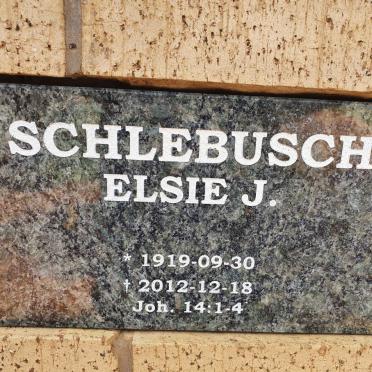 SCHLEBUSCH
ELSIE J.
* 1919-09-30
† 2012-12-18
Joh. 14:1-4